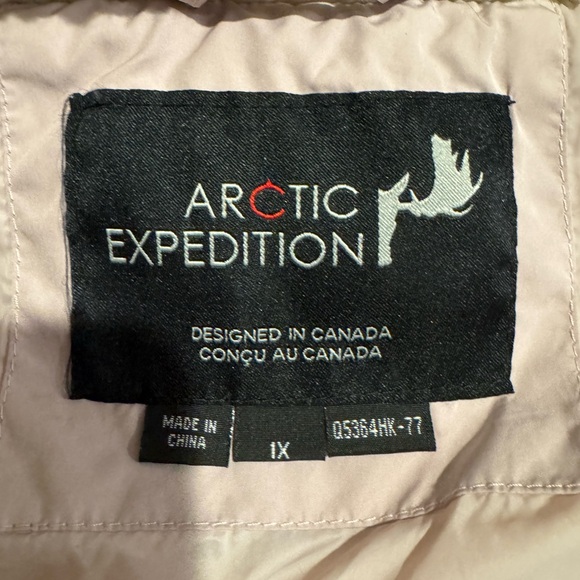 ARCTIC
EXPEDITION
DESIGNED IN CANADA
CONÇU AU CANADA
MADE IN
CHINA
1X
Q5364HK-77